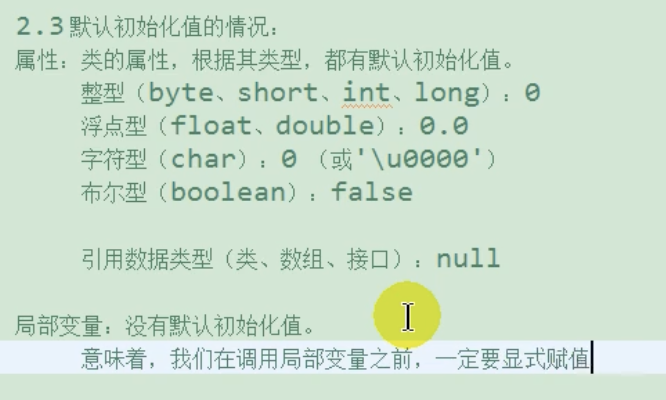 2.3 默认初始化值的情况：
属性：类的属性，根据其类型，都有默认初始化值。
整型（byte、short、int、long）：0
浮点型（float、double）：0.0
字符型（char）：0 （或'\u0000'）
布尔型（boolean）：false
引用数据类型（类、数组、接口）：null
局部变量：没有默认初始化值。
意味着，我们在调用局部变量之前，一定要显式赋值